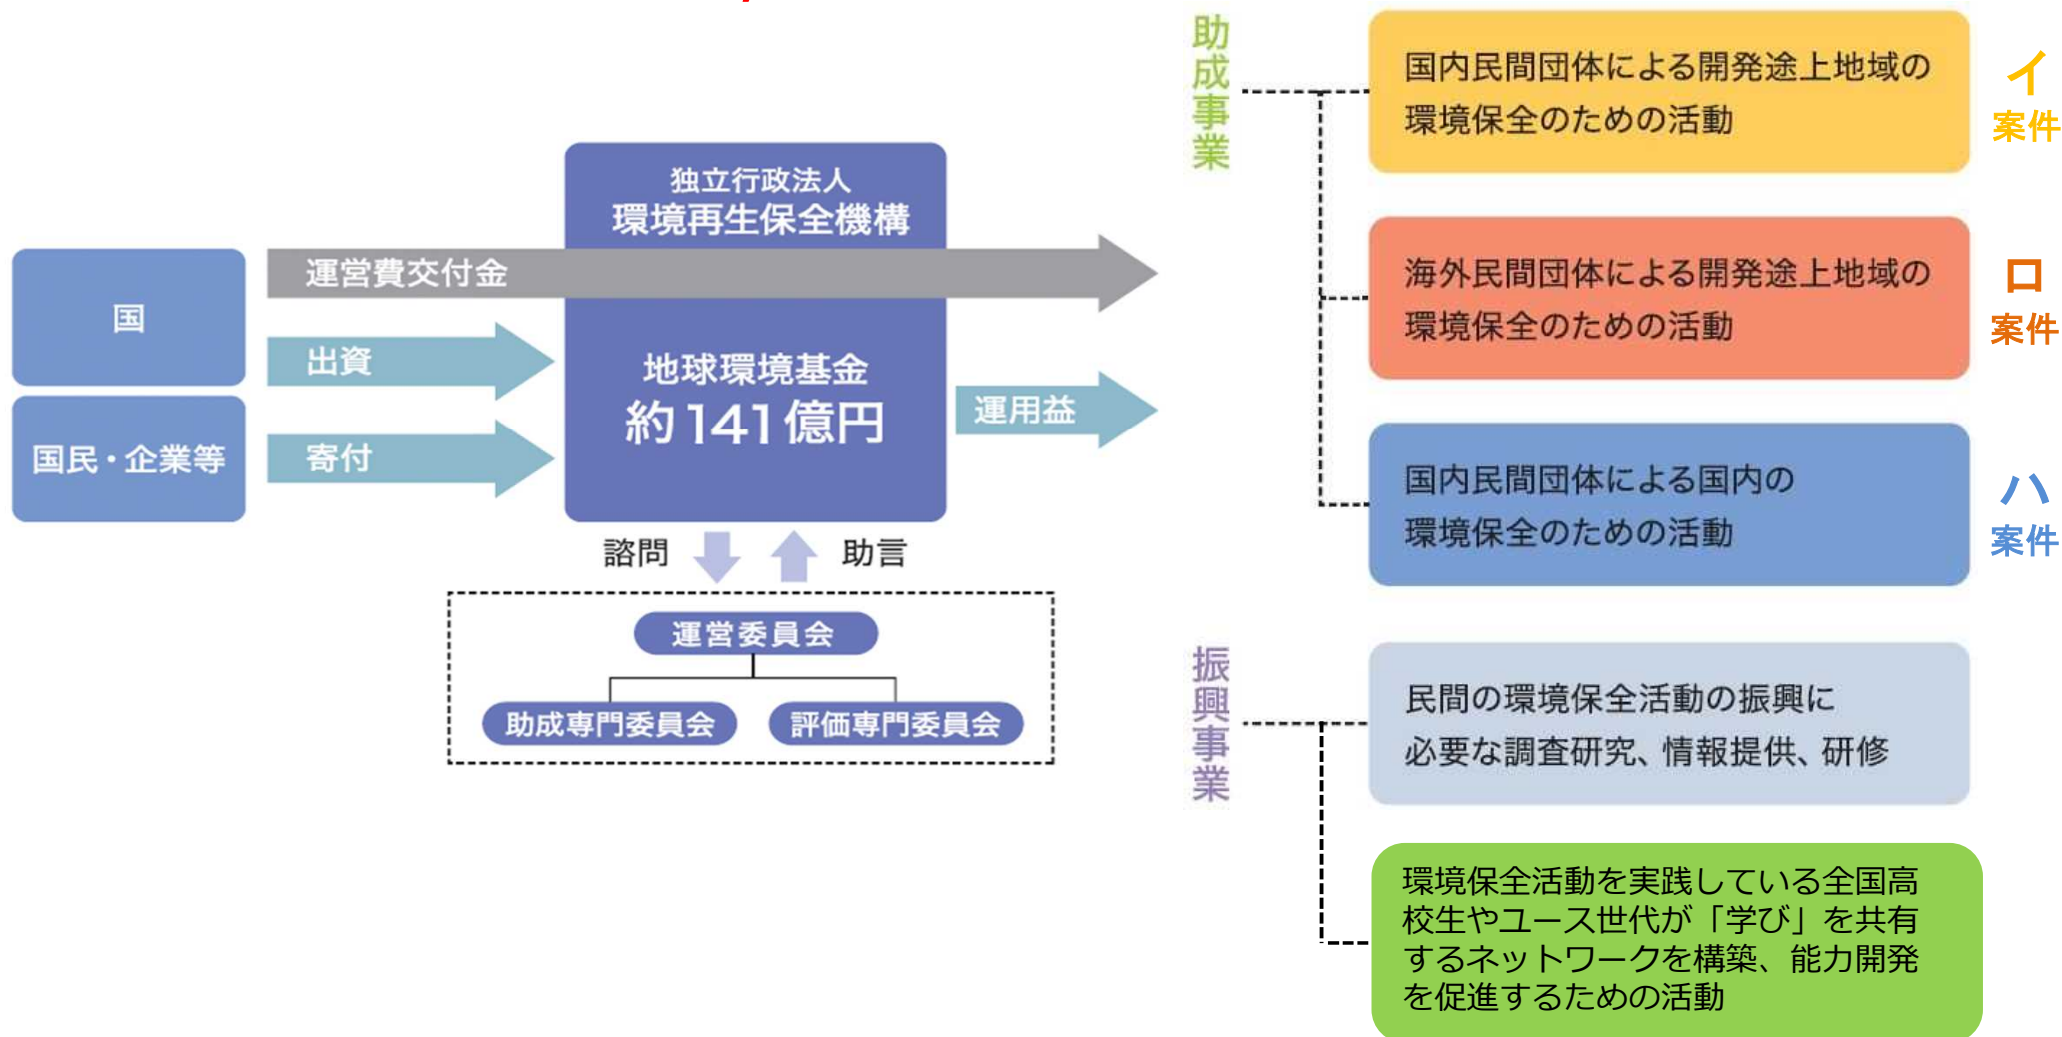 国
国民・企業等
運営費交付金
出資
寄付
独立行政法人
環境再生保全機構
地球環境基金
約141億円
運用益
諮問
助言
運営委員会
助成専門委員会
評価専門委員会
助成事業
国内民間団体による開発途上地域の
環境保全のための活動
イ
案件
海外民間団体による開発途上地域の
環境保全のための活動
ロ
案件
国内民間団体による国内の
環境保全のための活動
ハ
案件
振興事業
民間の環境保全活動の振興に
必要な調査研究、情報提供、研修
環境保全活動を実践している全国高
校生やユース世代が「学び」を共有
するネットワークを構築、能力開発
を促進するための活動